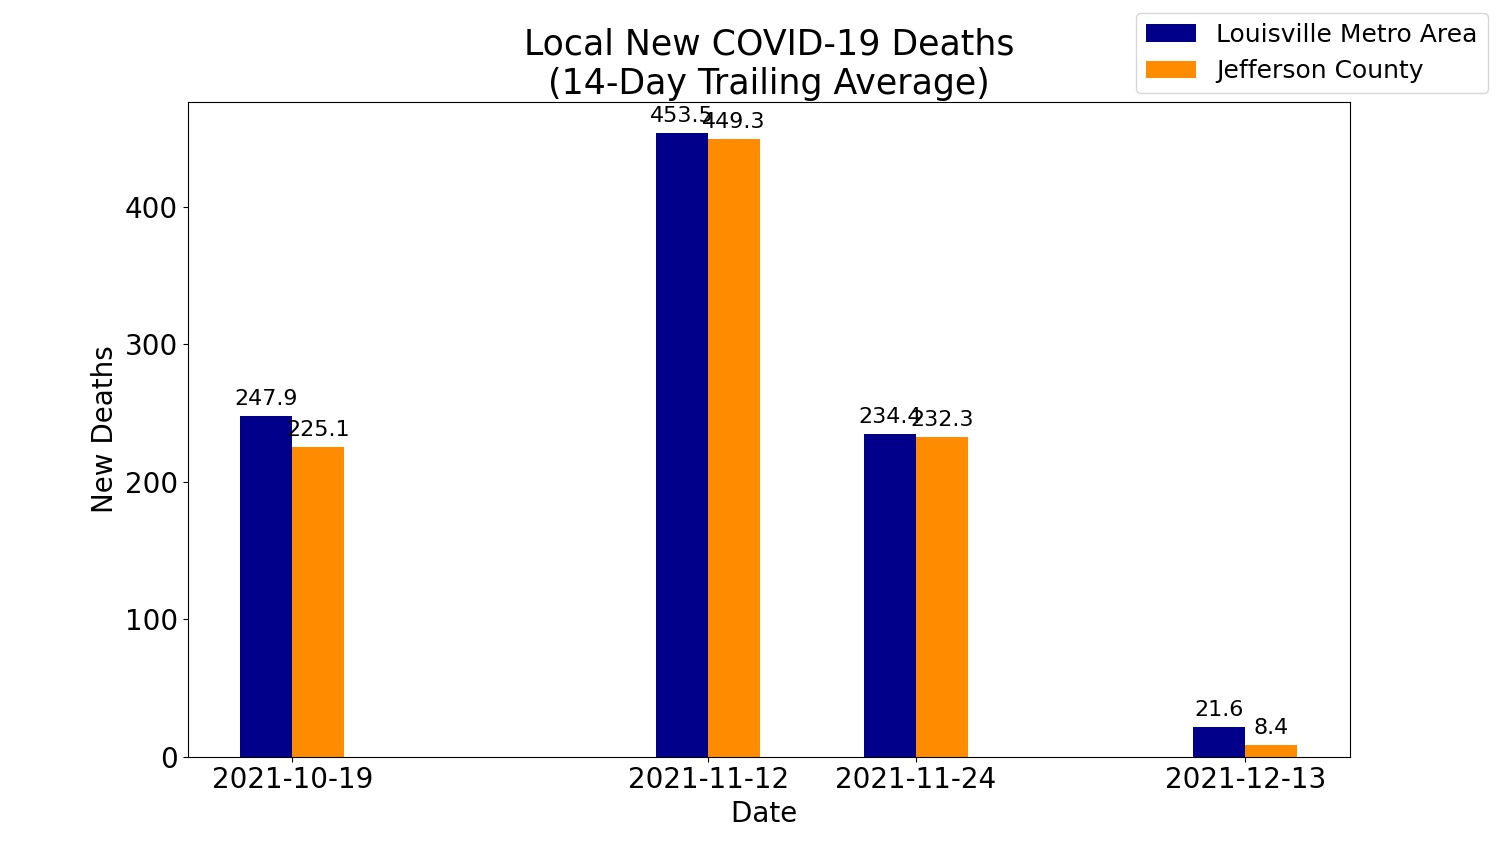 Local New COVID-19 Deaths
(14-Day Trailing Average)
Louisville Metro Area
Jefferson County
453.5
449.3
400
247.9
225.1
234.4
232.3
300
200
100
0
21.6
8.4
New Deaths
2021-10-19
2021-11-12
2021-11-24
2021-12-13
Date